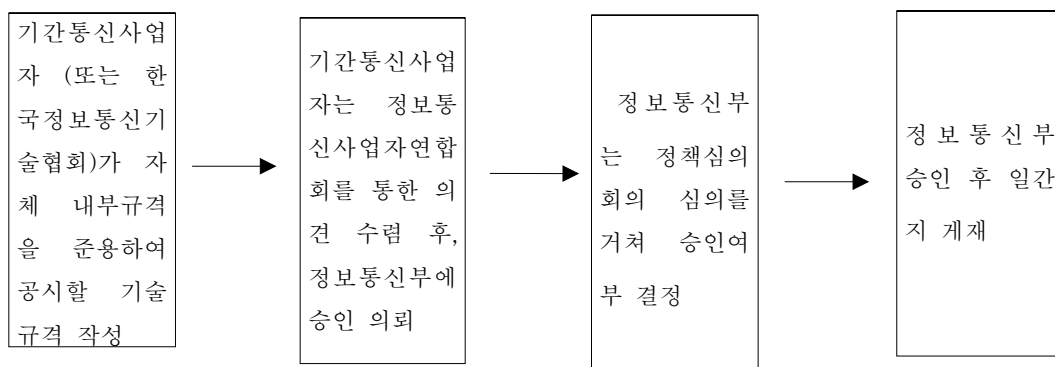 기간통신사업
자 (또는 한
국정보통신기
술협회)가 자
체 내부규격
을 준용하여
공시할 기술
규격 작성
기간통신사업
자는 정보통
신사업자연합
회를 통한 의
견 수렴 후,
정보통신부에
승인 의뢰
정보통신부
는 정책심의
회의 심의를
거쳐 승인여
부 결정
정보통신부
승인 후 일간
지 게재